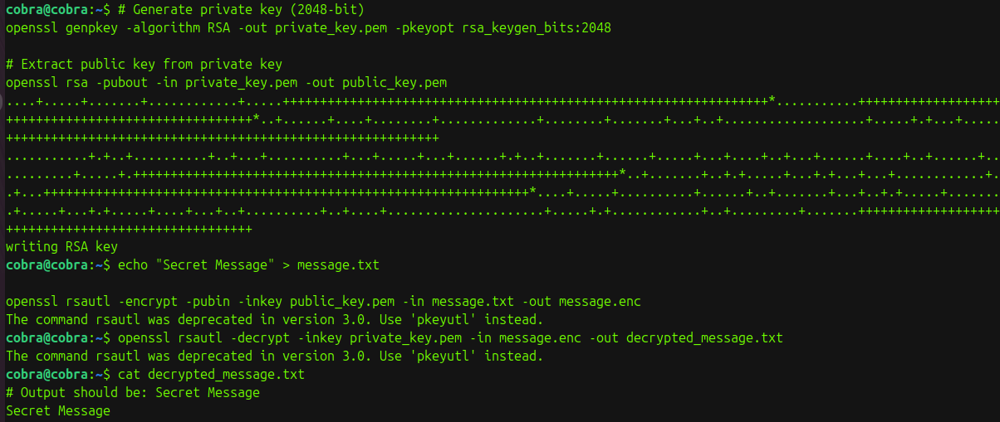 cobra@cobra:~$ # Generate private key (2048-bit)
openssl genpkey -algorithm RSA -out private_key.pem -pkeyopt rsa_keygen_bits:2048
# Extract public key from private key
openssl rsa -pubout -in private_key.pem -out public_key.pem
....+.....+.......+............+.....+++++++++++++++++++++++++++++++++++++++++++++++++++++++++++++++++*...........+++++++++++++++++++
+++++++++++++++++++++++++++++++++*..+......+....+........+.............+........+.......+...+..+...................+.....+.+...+.....
++++++++++++++++++++++++++++++++++++++++++++++++++++++++++
...........+.+..+..........+..+...+..........+...+.....+...+......+.+..+.......+......+.....+...+....+..+...+......+....+..+......+..
.........+.....+.+++++++++++++++++++++++++++++++++++++++++++++++++++++++++++++++++*..+.......+..+.+.....+...+.+...+...+............+.
.+...+++++++++++++++++++++++++++++++++++++++++++++++++++++++++++++++++*....+.....+..........+......+..+.......+...+..+.+.....+.......
.+.....+...+.+.....+....+...+..+..........+..+....+.....................+.....+.+............+..+.........+.......+++++++++++++++++++
+++++++++++++++++++++++++++++++++
writing RSA key
cobra@cobra:~$ echo "Secret Message" > message.txt
openssl rsautl -encrypt -pubin -inkey public_key.pem -in message.txt -out message.enc
The command rsautl was deprecated in version 3.0. Use 'pkeyutl' instead.
cobra@cobra:~$ openssl rsautl -decrypt -inkey private_key.pem -in message.enc -out decrypted_message.txt
The command rsautl was deprecated in version 3.0. Use 'pkeyutl' instead.
cobra@cobra:~$ cat decrypted_message.txt
# Output should be: Secret Message
Secret Message